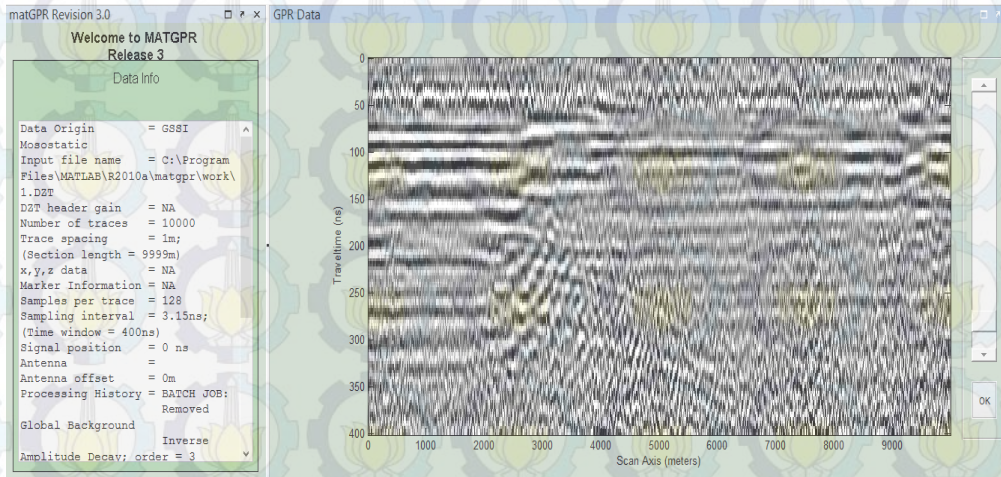 matGPR Revision 3.0
Welcome to MATGPR
Release 3
Data Info
Data Origin = GSSI
Mosostatic
Input file name = C:\Program
Files\MATLAB\R2010a\matgpr\work\
1.DZT
DZT header gain = NA
Number of traces = 10000
Trace spacing = 1m;
(Section length = 9999m)
x,y,z data = NA
Marker Information = NA
Samples per trace = 128
Sampling interval = 3.15ns;
(Time window = 400ns)
Signal position = 0 ns
Antenna =
Antenna offset = 0m
Processing History = BATCH JOB:
Removed
Global Background
Inverse
Amplitude Decay; order = 3
GPR Data
0
50
100
150
200
250
300
350
400
Traveltime (ns)
0 1000 2000 3000 4000 5000 6000 7000 8000 9000
Scan Axis (meters)
OK